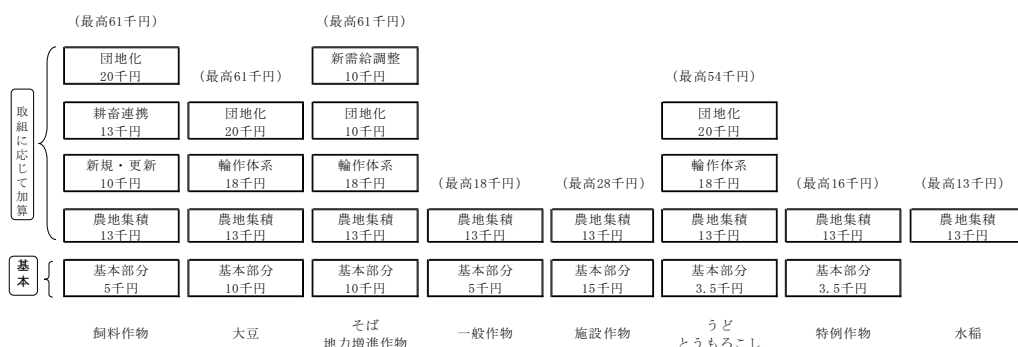 (最高61千円)
(最高61千円)
団地化
20千円
新需給調整
10千円
(最高61千円)
(最高54千円)
耕畜連携
13千円
団地化
20千円
団地化
10千円
団地化
20千円
新規・更新
10千円
輪作体系
18千円
輪作体系
18千円
輪作体系
18千円
(最高18千円)
(最高28千円)
(最高16千円)
(最高13千円)
取組に応じて加算
農地集積
13千円
農地集積
13千円
農地集積
13千円
農地集積
13千円
農地集積
13千円
農地集積
13千円
農地集積
13千円
農地集積
13千円
基本
基本部分
5千円
基本部分
10千円
基本部分
10千円
基本部分
5千円
基本部分
15千円
基本部分
3.5千円
基本部分
3.5千円
飼料作物
大豆
そば
地力増進作物
一般作物
施設作物
うど
とうもろこし
特例作物
水稲